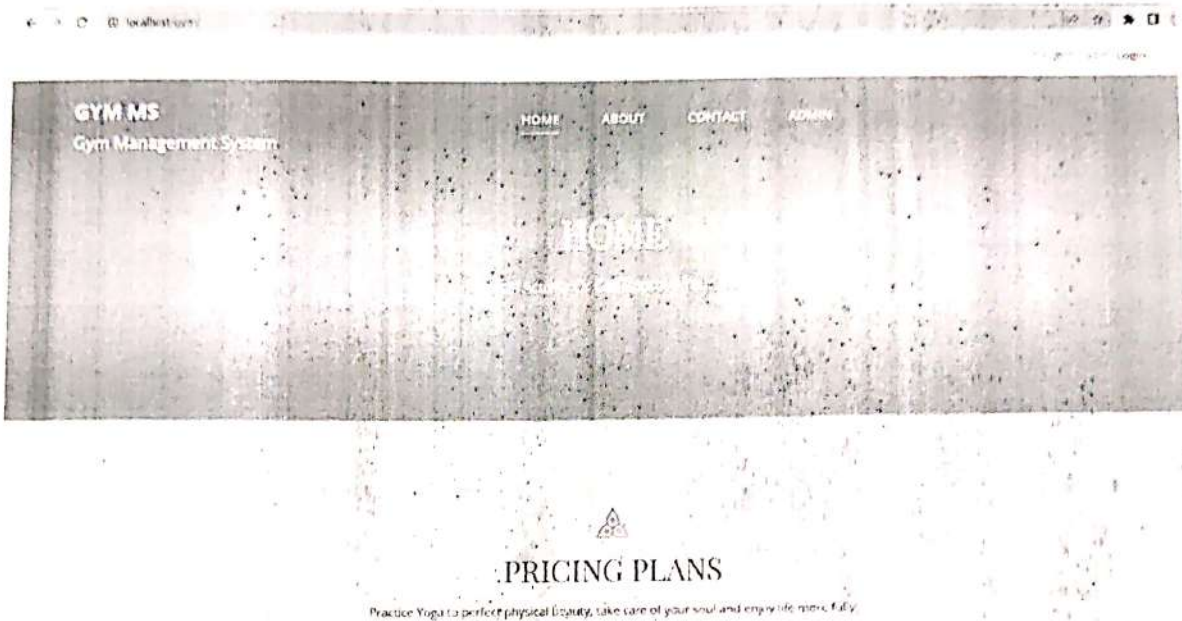 Login
GYM MS
HOME ABOUT CONTACT ADMIN
Gym Management System
HOME
PRICING PLANS
Practice Yoga to perfect physical Beauty, take care of your soul and enjoy life more fully.